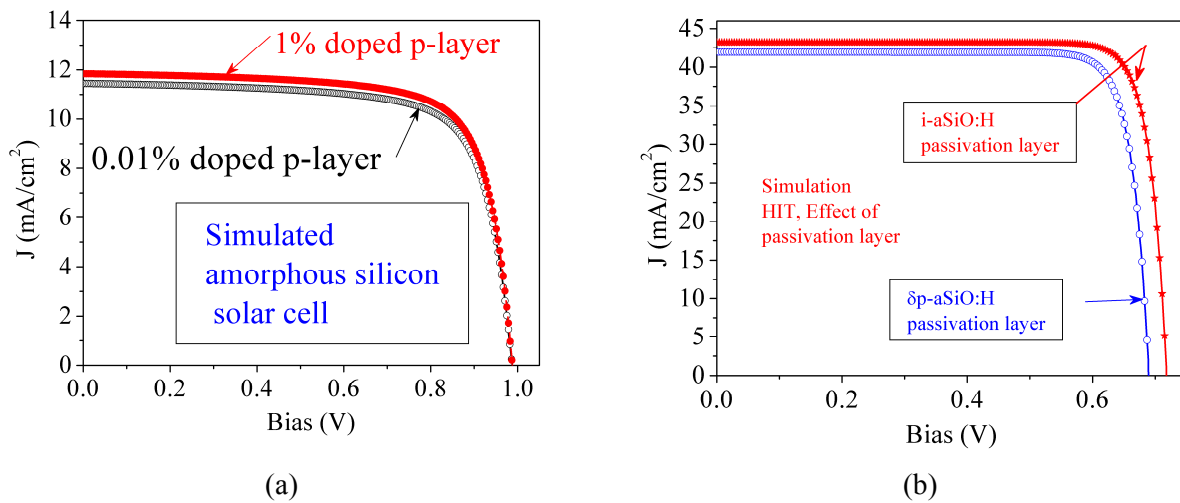 14
12
10
8
6
4
2
0
J (mA/cm²)
1% doped p-layer
0.01% doped p-layer
Simulated
amorphous silicon
solar cell
0.0 0.2 0.4 0.6 0.8 1.0
Bias (V)
(a)
45
40
35
30
25
20
15
10
5
0
J (mA/cm²)
i-aSiO:H
passivation layer
Simulation
HIT, Effect of
passivation layer
δp-aSiO:H
passivation layer
0.0 0.2 0.4 0.6
Bias (V)
(b)